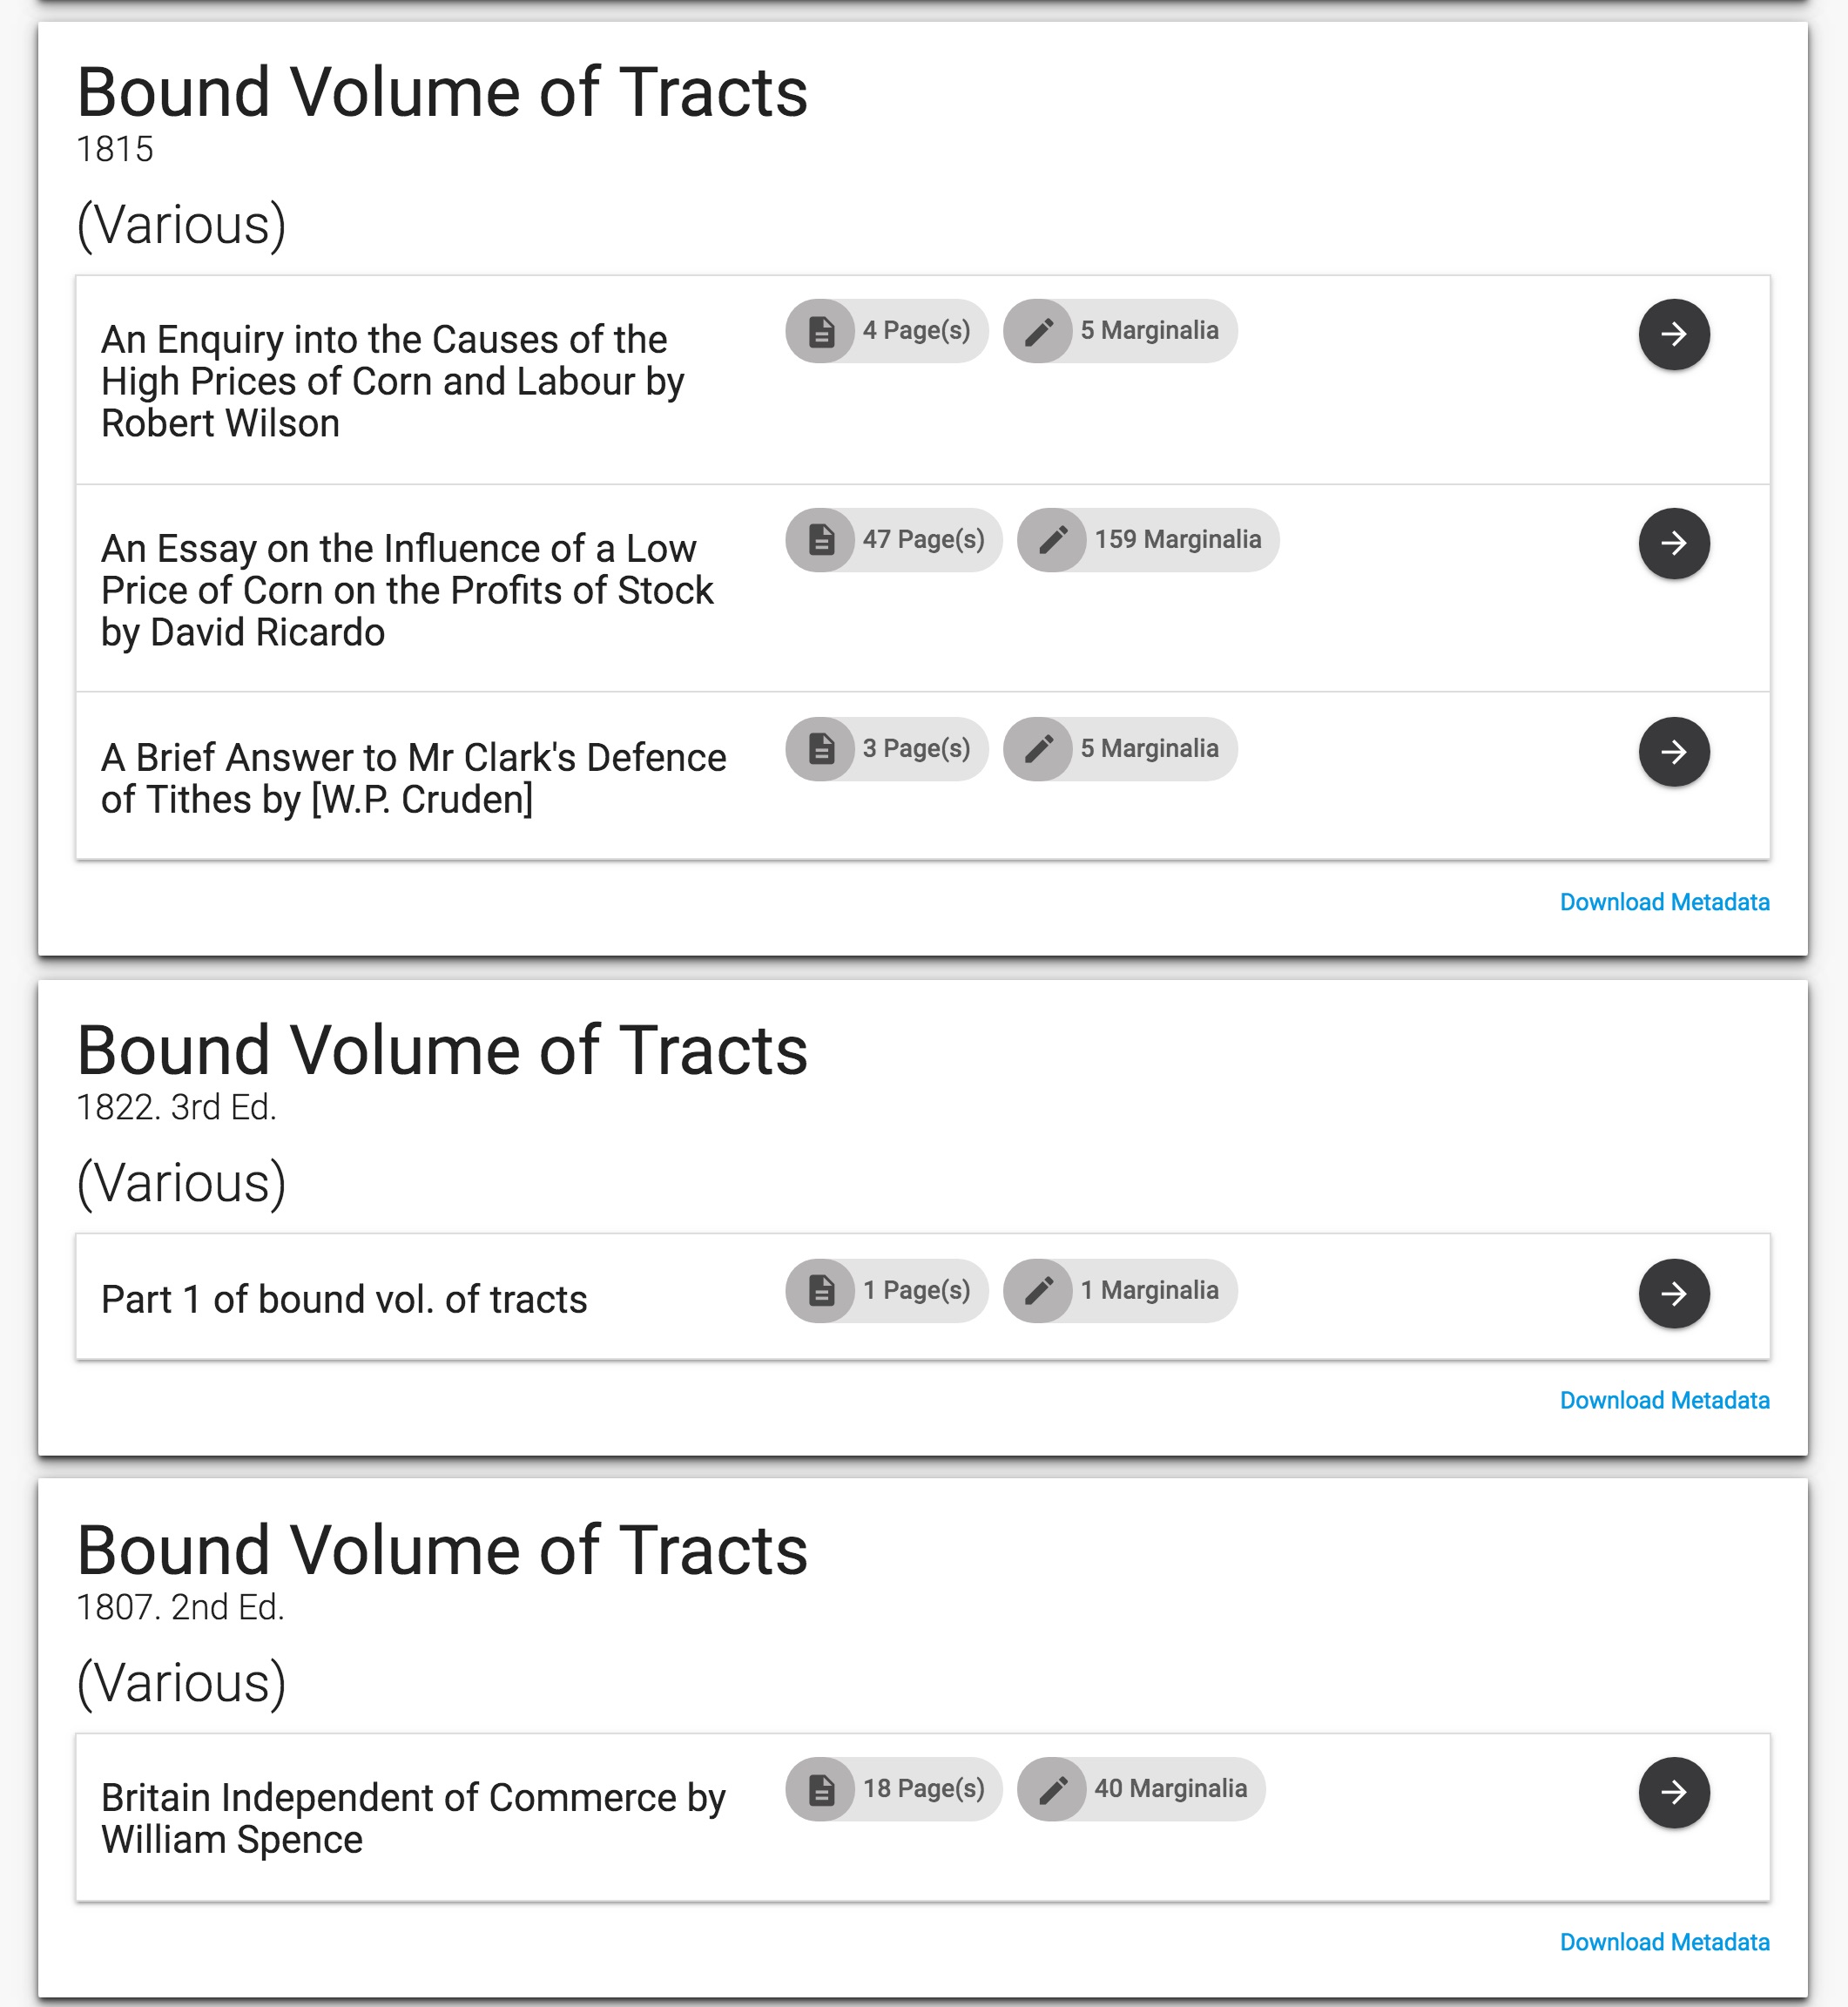 Bound Volume of Tracts
1815
(Various)
An Enquiry into the Causes of the
High Prices of Corn and Labour by
Robert Wilson
4 Page(s)
5 Marginalia
An Essay on the Influence of a Low
Price of Corn on the Profits of Stock
by David Ricardo
47 Page(s)
159 Marginalia
A Brief Answer to Mr Clark's Defence
of Tithes by [W.P. Cruden]
3 Page(s)
5 Marginalia
Download Metadata
Bound Volume of Tracts
1822. 3rd Ed.
(Various)
Part 1 of bound vol. of tracts
1 Page(s)
1 Marginalia
Download Metadata
Bound Volume of Tracts
1807. 2nd Ed.
(Various)
Britain Independent of Commerce by
William Spence
18 Page(s)
40 Marginalia
Download Metadata